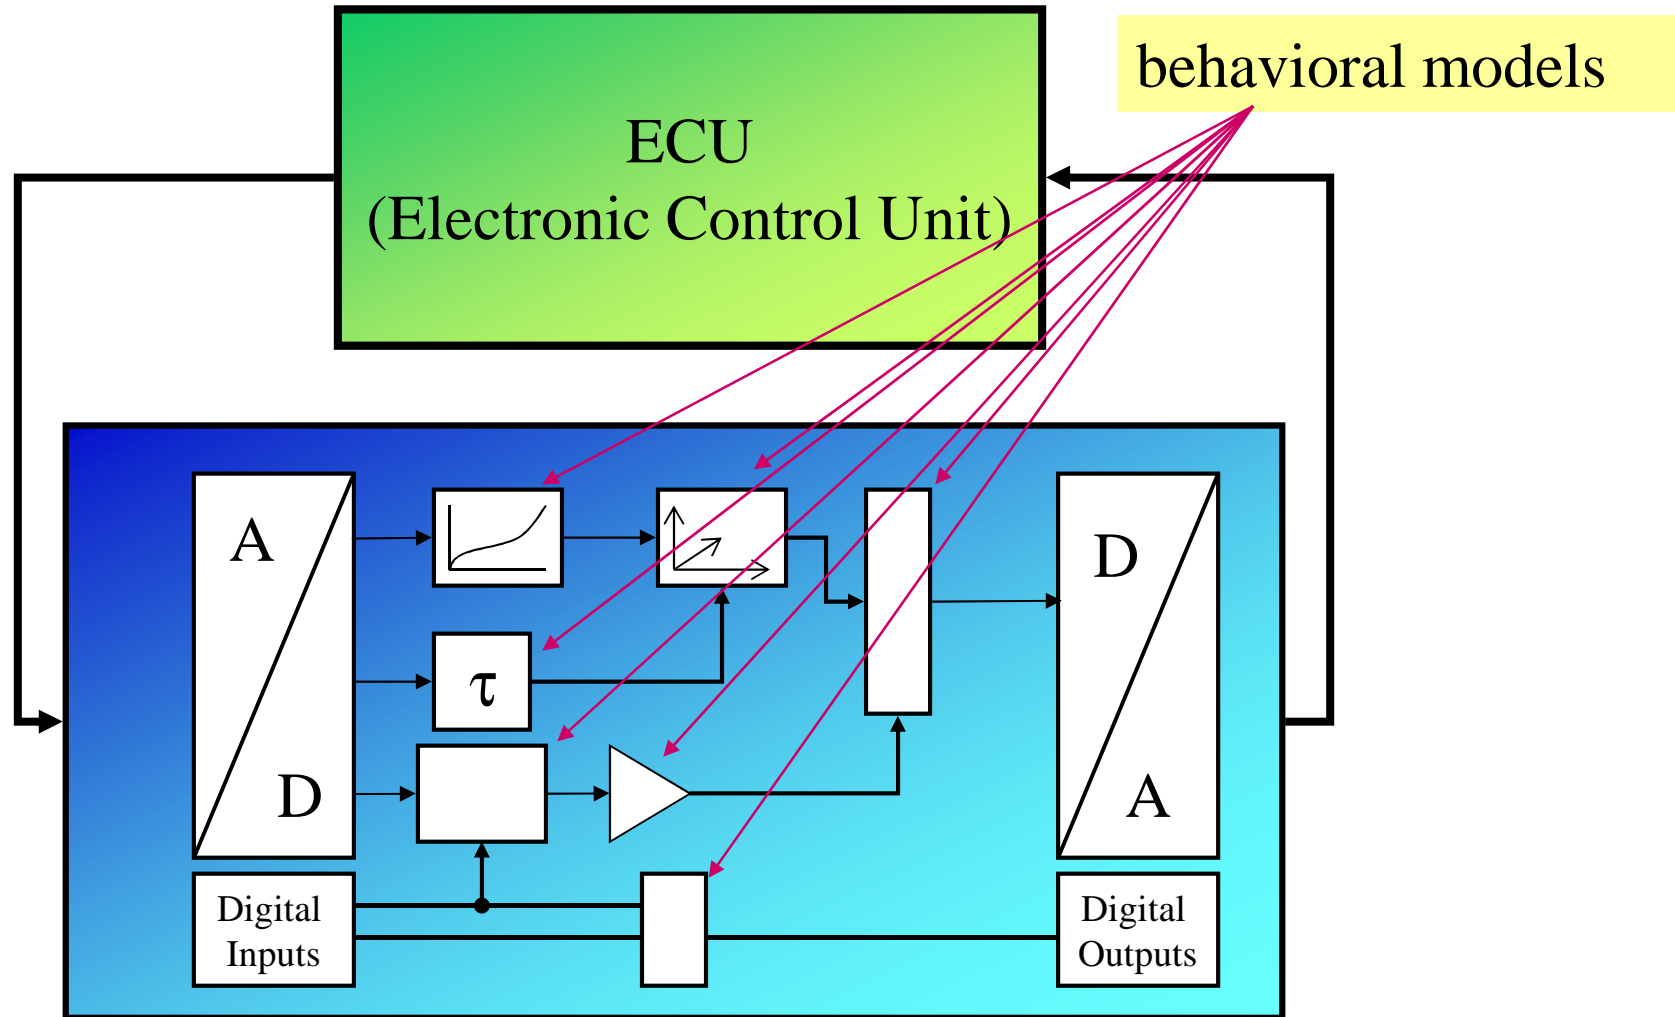 ECU
(Electronic Control Unit)
behavioral models
A
D
τ
D
A
Digital
Inputs
Digital
Outputs